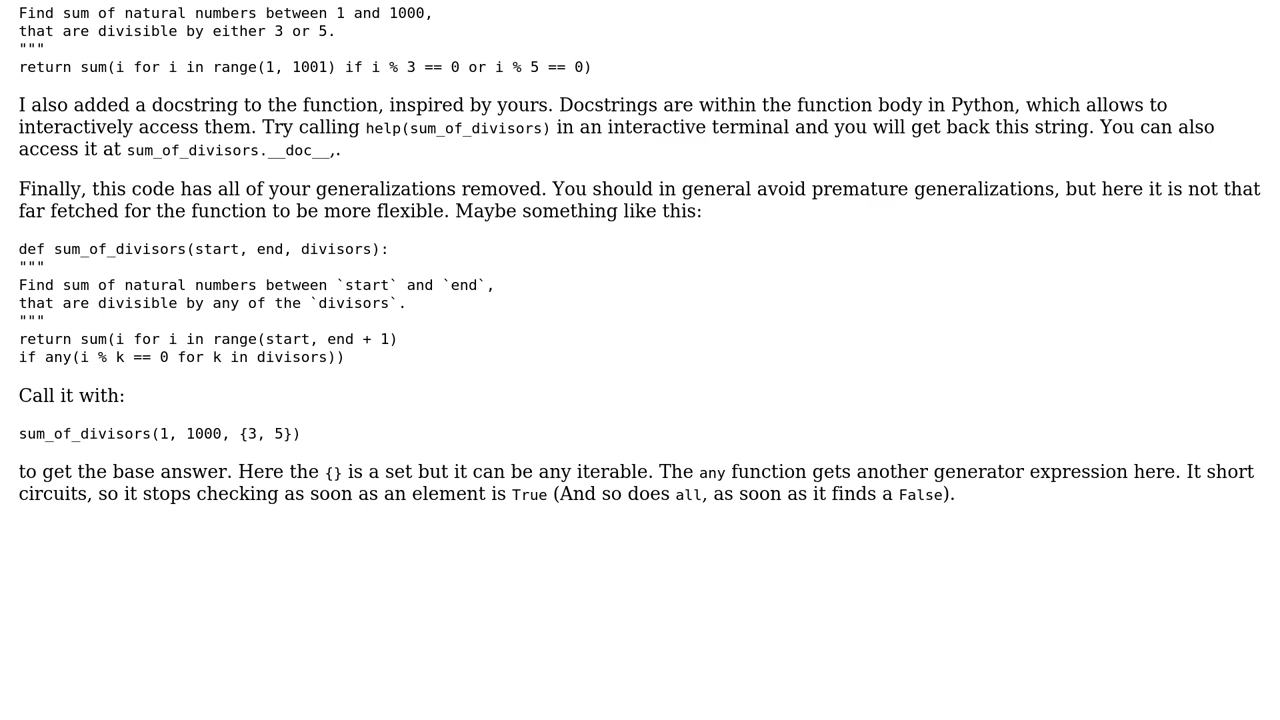 Find sum of natural numbers between 1 and 1000,
that are divisible by either 3 or 5.
"""
return sum(i for i in range(1, 1001) if i % 3 == 0 or i % 5 == 0)
I also added a docstring to the function, inspired by yours. Docstrings are within the function body in Python, which allows to
interactively access them. Try calling help(sum_of_divisors) in an interactive terminal and you will get back this string. You can also
access it at sum_of_divisors.__doc__,.
Finally, this code has all of your generalizations removed. You should in general avoid premature generalizations, but here it is not that
far fetched for the function to be more flexible. Maybe something like this:
def sum_of_divisors(start, end, divisors):
"""
Find sum of natural numbers between `start` and `end`,
that are divisible by any of the `divisors`.
"""
return sum(i for i in range(start, end + 1)
if any(i % k == 0 for k in divisors))
Call it with:
sum_of_divisors(1, 1000, {3, 5})
to get the base answer. Here the {} is a set but it can be any iterable. The any function gets another generator expression here. It short
circuits, so it stops checking as soon as an element is True (And so does all, as soon as it finds a False).